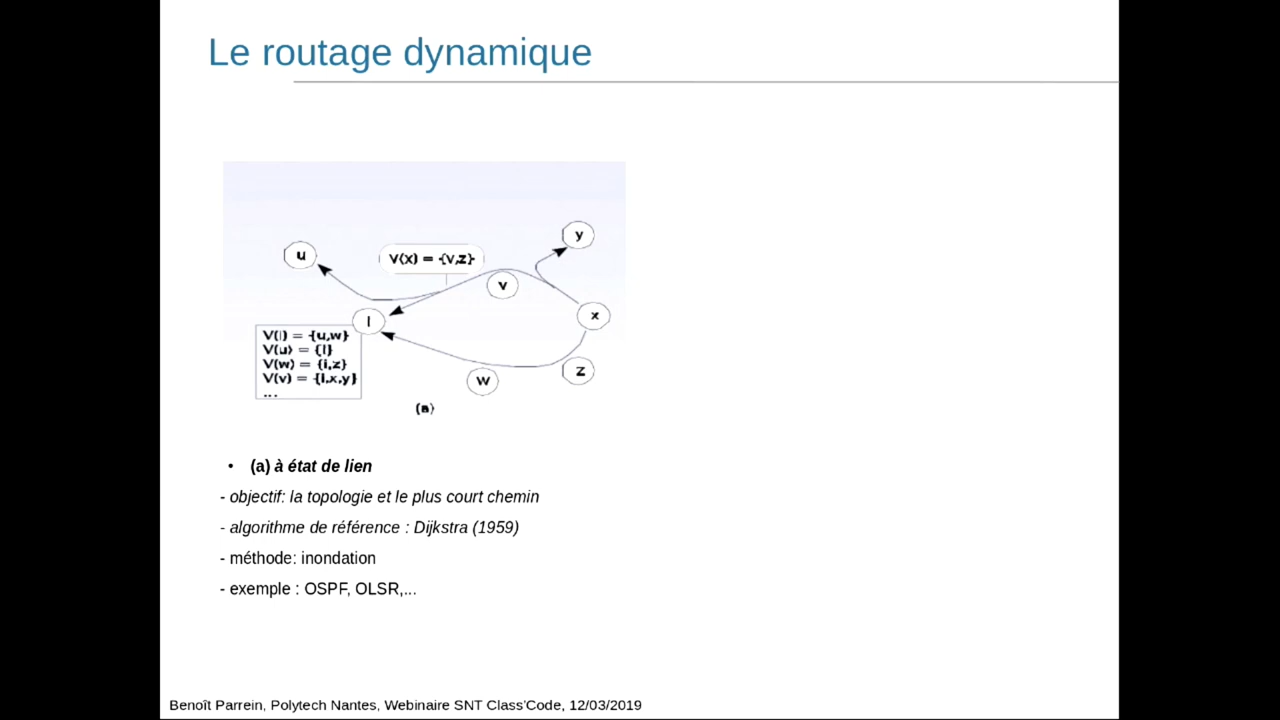 Le routage dynamique
y
u
V(x) = {v,z}
v
x
i
V(i) = {u,w}
V(u) = {i}
V(w) = {i,z}
V(v) = {i,x,y}
...
z
w
(a)
• (a) à état de lien
- objectif: la topologie et le plus court chemin
- algorithme de référence : Dijkstra (1959)
- méthode: inondation
- exemple : OSPF, OLSR,...
Benoît Parrein, Polytech Nantes, Webinaire SNT Class'Code, 12/03/2019